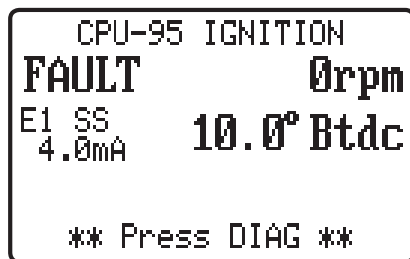 CPU-95 IGNITION
FAULT 0rpm
E1 SS
4.0mA 10.0° Btdc
** Press DIAG **